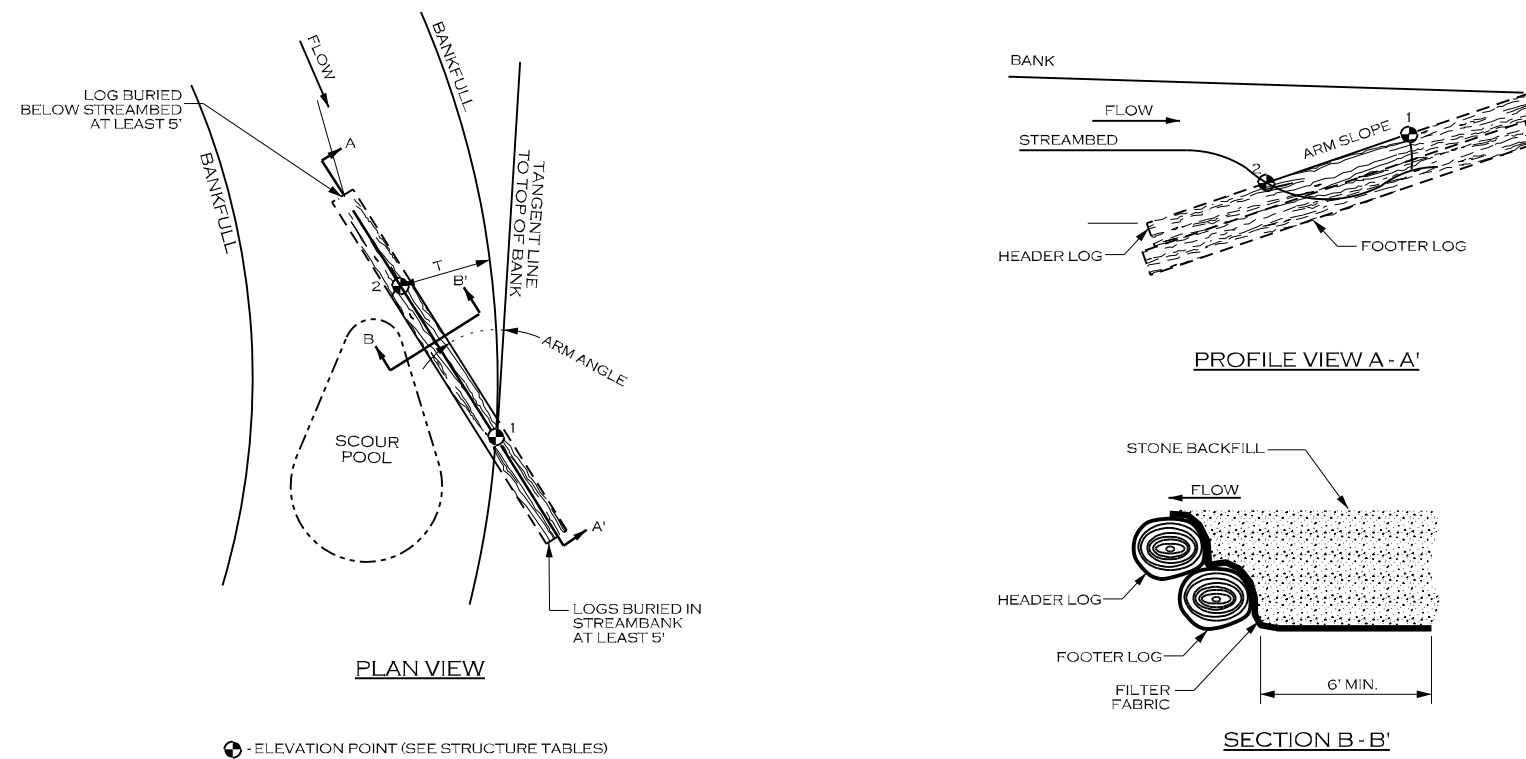 FLOW
BANKFULL
LOG BURIED
BELOW STREAMBED
AT LEAST 5'
A
BANKFULL
TANGENT LINE
TO TOP OF BANK
2
T
B'
B
ARM ANGLE
1
SCOUR
POOL
A'
LOGS BURIED IN
STREAMBANK
AT LEAST 5'
PLAN VIEW
- ELEVATION POINT (SEE STRUCTURE TABLES)
BANK
FLOW
STREAMBED
ARM SLOPE
1
2
HEADER LOG
FOOTER LOG
PROFILE VIEW A - A'
STONE BACKFILL
FLOW
HEADER LOG
FOOTER LOG
FILTER
FABRIC
6' MIN.
SECTION B - B'